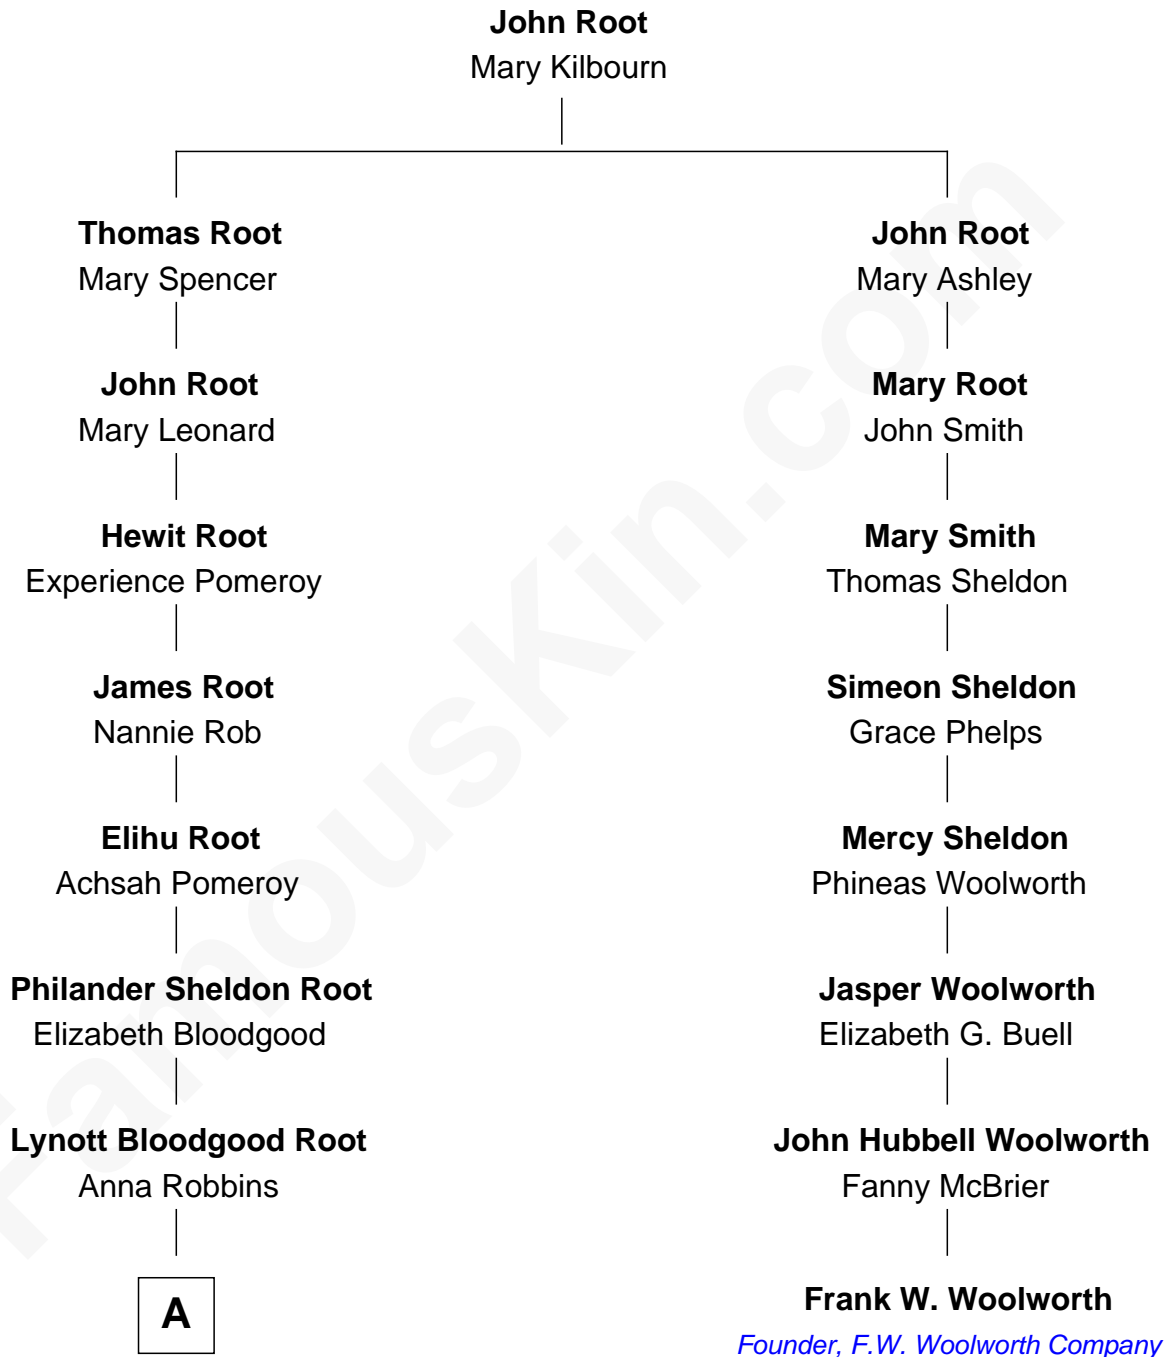 John Root
Mary Kilbourn
Thomas Root
Mary Spencer
John Root
Mary Leonard
Hewit Root
Experience Pomeroy
James Root
Nannie Rob
Elihu Root
Achsah Pomeroy
Philander Sheldon Root
Elizabeth Bloodgood
Lynott Bloodgood Root
Anna Robbins
A
John Root
Mary Ashley
Mary Root
John Smith
Mary Smith
Thomas Sheldon
Simeon Sheldon
Grace Phelps
Mercy Sheldon
Phineas Woolworth
Jasper Woolworth
Elizabeth G. Buell
John Hubbell Woolworth
Fanny McBrier
Frank W. Woolworth
Founder, F.W. Woolworth Company
FamousKin.com